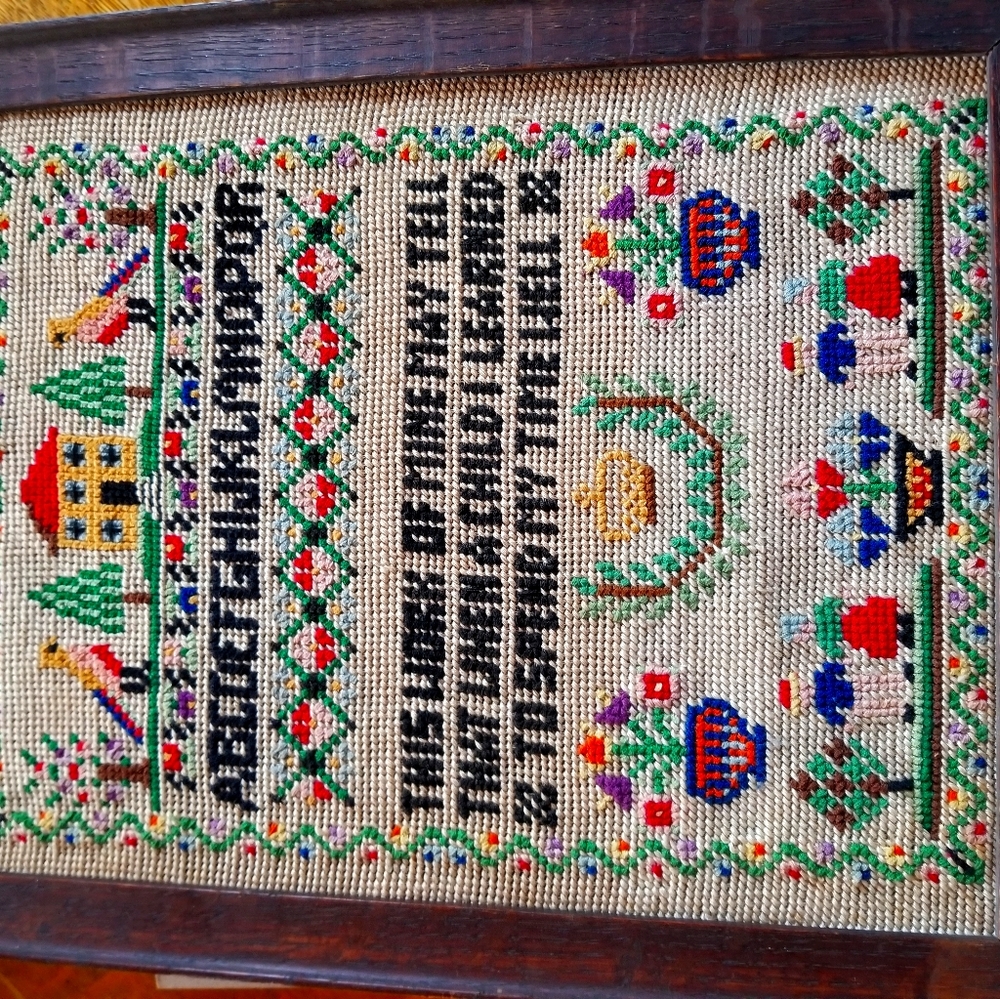 ABCDEFGHIJKLMNOPQR
THIS WORK OF MINE MAY TELL
THAT WHEN A CHILD I LEARNED
TO SPEND MY TIME WELL